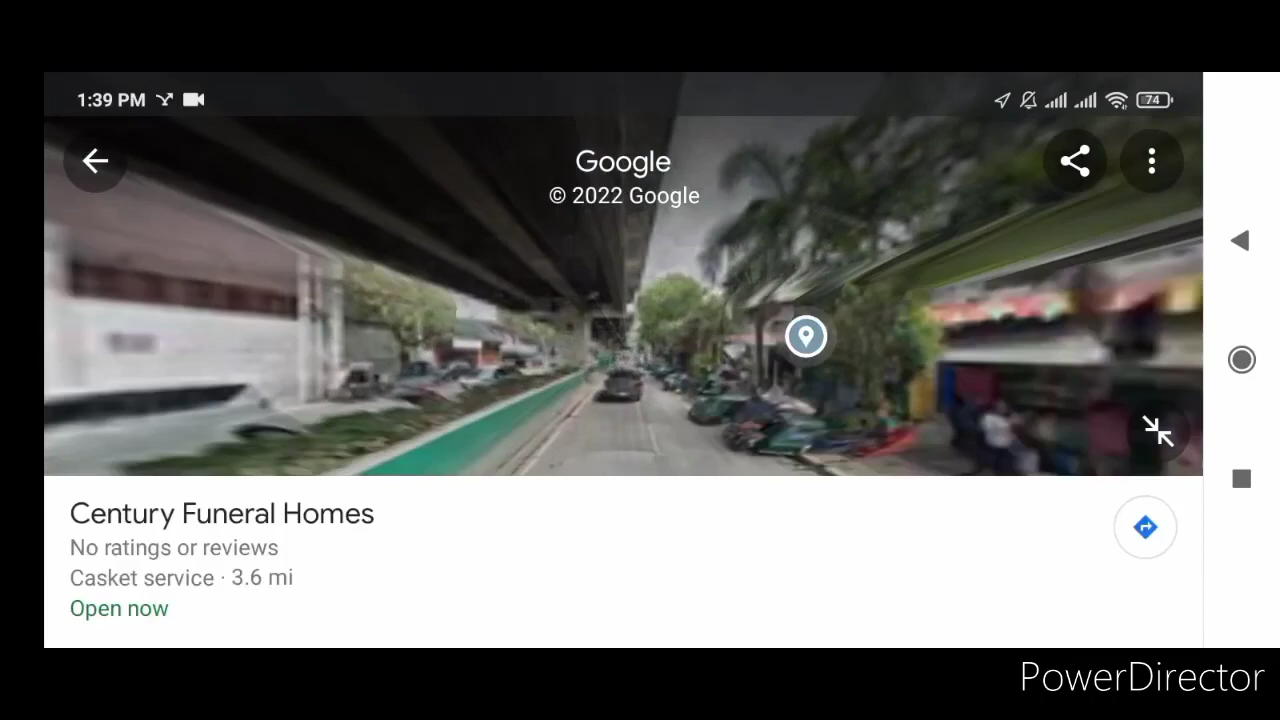 1:39 PM
74
Google
© 2022 Google
Century Funeral Homes
No ratings or reviews
Casket service · 3.6 mi
Open now
PowerDirector